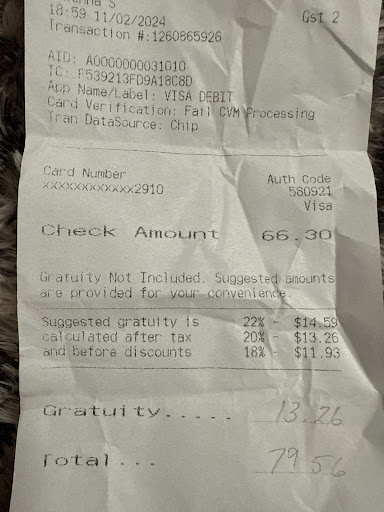 18:59 11/02/2024 Gst 2
Transaction #:1260865926
AID: A0000000031010
TC: F539213FD9A18C8D
App Name/Label: VISA DEBIT
Card Verification: Fail CVM Processing
Tran DataSource: Chip
Card Number Auth Code
xxxxxxxxxxxx2910 580921
Visa
Check Amount 66.30
Gratuity Not Included. Suggested amounts
are provided for your convenience.
Suggested gratuity is 22% - $14.59
calculated after tax 20% - $13.26
and before discounts 18% - $11.93
Gratuity..... 13.26
Total... 79 56